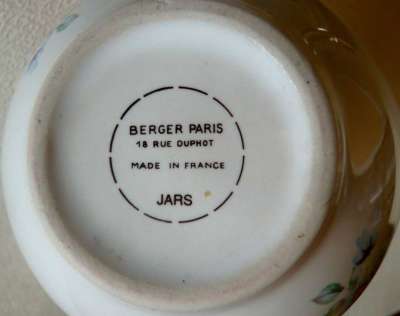 BERGER PARIS
18 RUE DUPHOT
MADE IN FRANCE
JARS